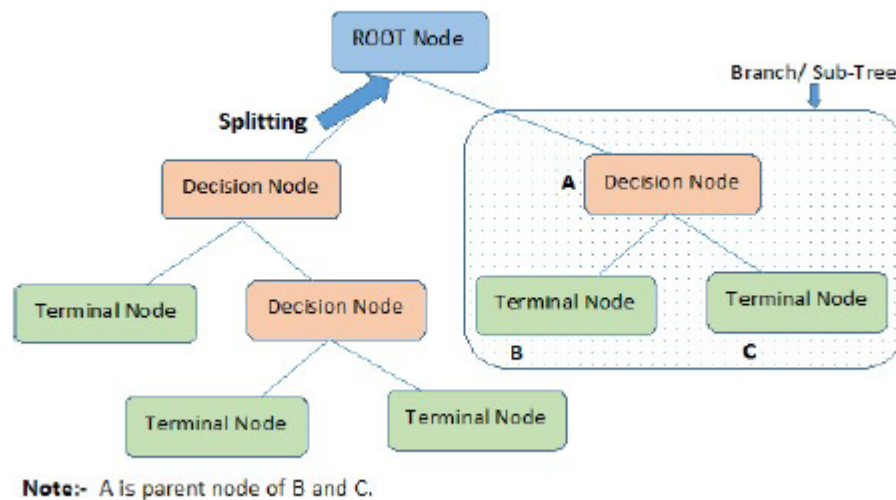 ROOT Node
Branch/ Sub-Tree
Splitting
Decision Node
A
Decision Node
Terminal Node
Decision Node
Terminal Node
Terminal Node
B
C
Terminal Node
Terminal Node
Note:- A is parent node of B and C.